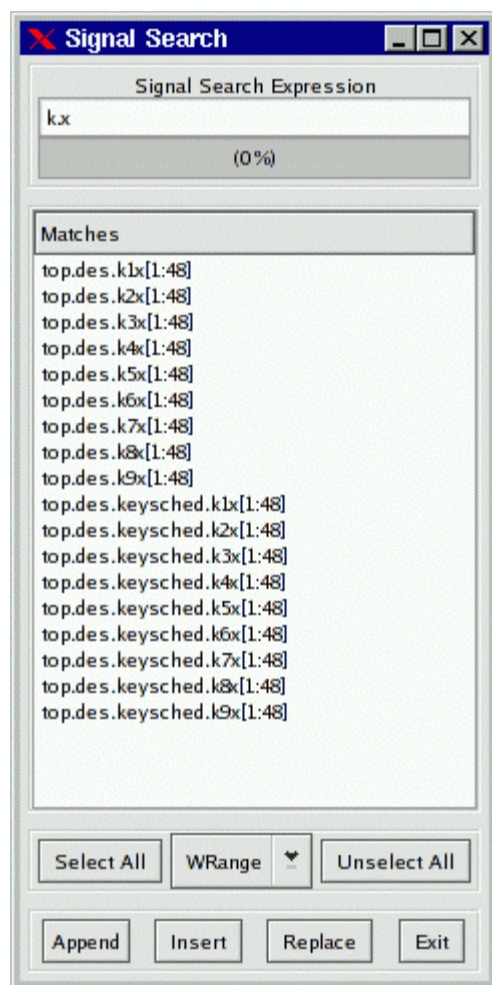 Signal Search
Signal Search Expression
k.x
(0%)
Matches
top.des.k1x[1:48]
top.des.k2x[1:48]
top.des.k3x[1:48]
top.des.k4x[1:48]
top.des.k5x[1:48]
top.des.k6x[1:48]
top.des.k7x[1:48]
top.des.k8x[1:48]
top.des.k9x[1:48]
top.des.keysched.k1x[1:48]
top.des.keysched.k2x[1:48]
top.des.keysched.k3x[1:48]
top.des.keysched.k4x[1:48]
top.des.keysched.k5x[1:48]
top.des.keysched.k6x[1:48]
top.des.keysched.k7x[1:48]
top.des.keysched.k8x[1:48]
top.des.keysched.k9x[1:48]
Select All WRange Unselect All
Append Insert Replace Exit